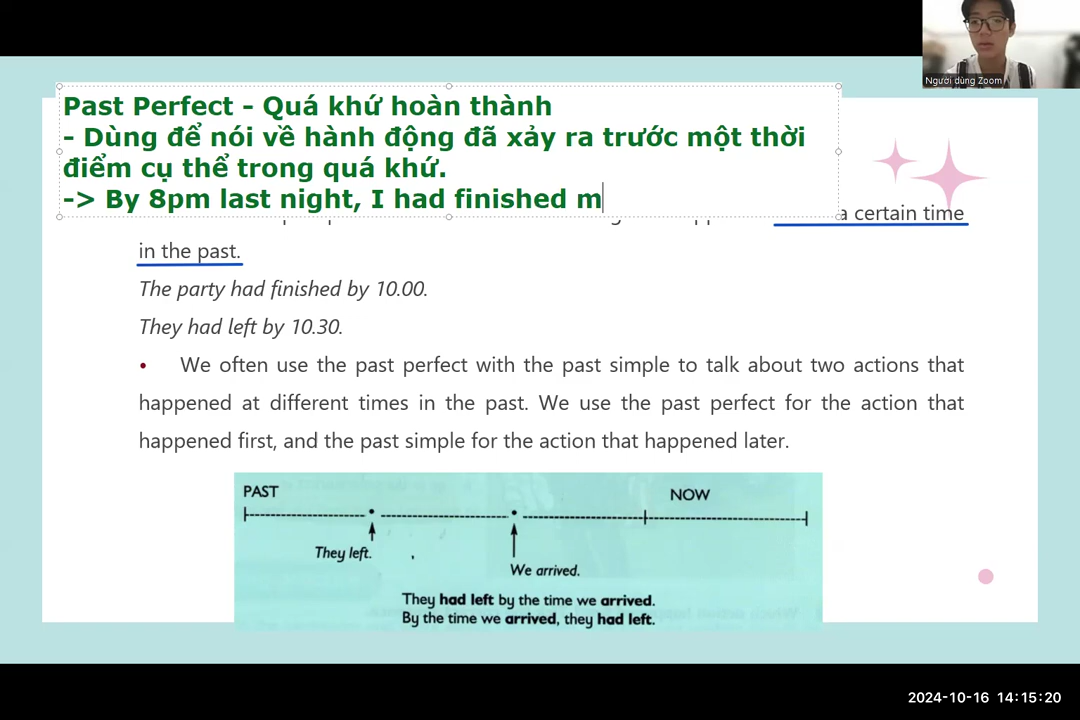 Người dùng Zoom
Past Perfect - Quá khứ hoàn thành
- Dùng để nói về hành động đã xảy ra trước một thời
điểm cụ thể trong quá khứ.
-> By 8pm last night, I had finished m
a certain time
in the past.
The party had finished by 10.00.
They had left by 10.30.
• We often use the past perfect with the past simple to talk about two actions that
happened at different times in the past. We use the past perfect for the action that
happened first, and the past simple for the action that happened later.
PAST
NOW
They left.
We arrived.
They had left by the time we arrived.
By the time we arrived, they had left.
2024-10-16 14:15:20